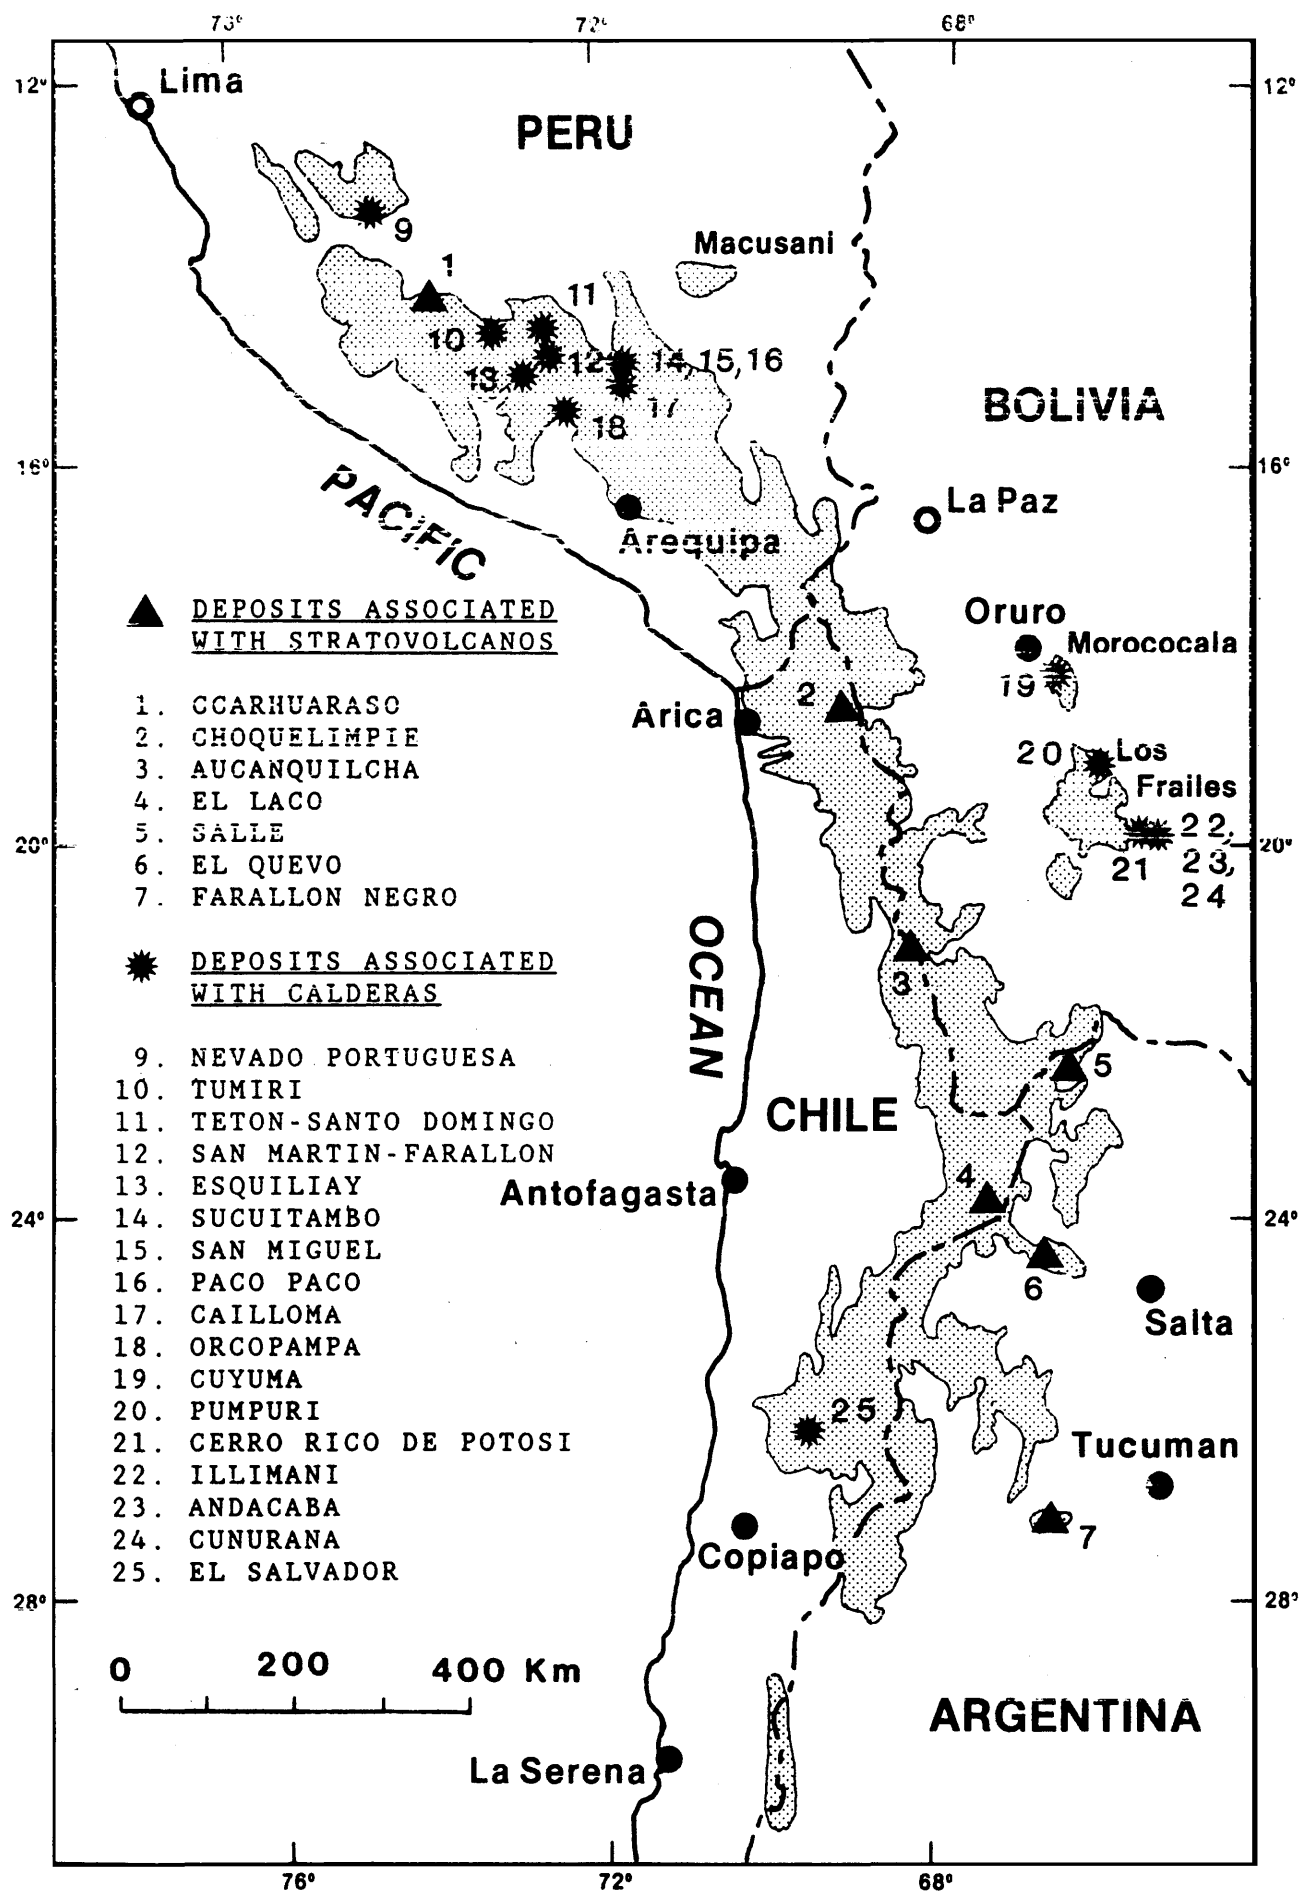 76° 72° 68°
12° 12°
Lima
PERU
9
Macusani
1
11
10
12 14,15,16
13
17
18
BOLIVIA
16° 16°
La Paz
PACIFIC
Arequipa
DEPOSITS ASSOCIATED
WITH STRATOVOLCANOS
Oruro
Morococala
19
2
Arica
1. CCARHUARASO
2. CHOQUELIMPIE
3. AUCANQUILCHA
4. EL LACO
5. SALLE
6. EL QUEVO
7. FARALLON NEGRO
20 Los
Frailes
22,
20° 20°
21 23,
24
OCEAN
3
DEPOSITS ASSOCIATED
WITH CALDERAS
9. NEVADO PORTUGUESA
10. TUMIRI
11. TETON-SANTO DOMINGO
12. SAN MARTIN-FARALLON
13. ESQUILIAY
14. SUCUITAMBO
15. SAN MIGUEL
16. PACO PACO
17. CAILLOMA
18. ORCOPAMPA
19. CUYUMA
20. PUMPURI
21. CERRO RICO DE POTOSI
22. ILLIMANI
23. ANDACABA
24. CUNURANA
25. EL SALVADOR
5
CHILE
4
Antofagasta
24° 24°
6
Salta
25
Tucuman
7
Copiapo
28° 28°
0 200 400 Km
ARGENTINA
La Serena
76° 72° 68°